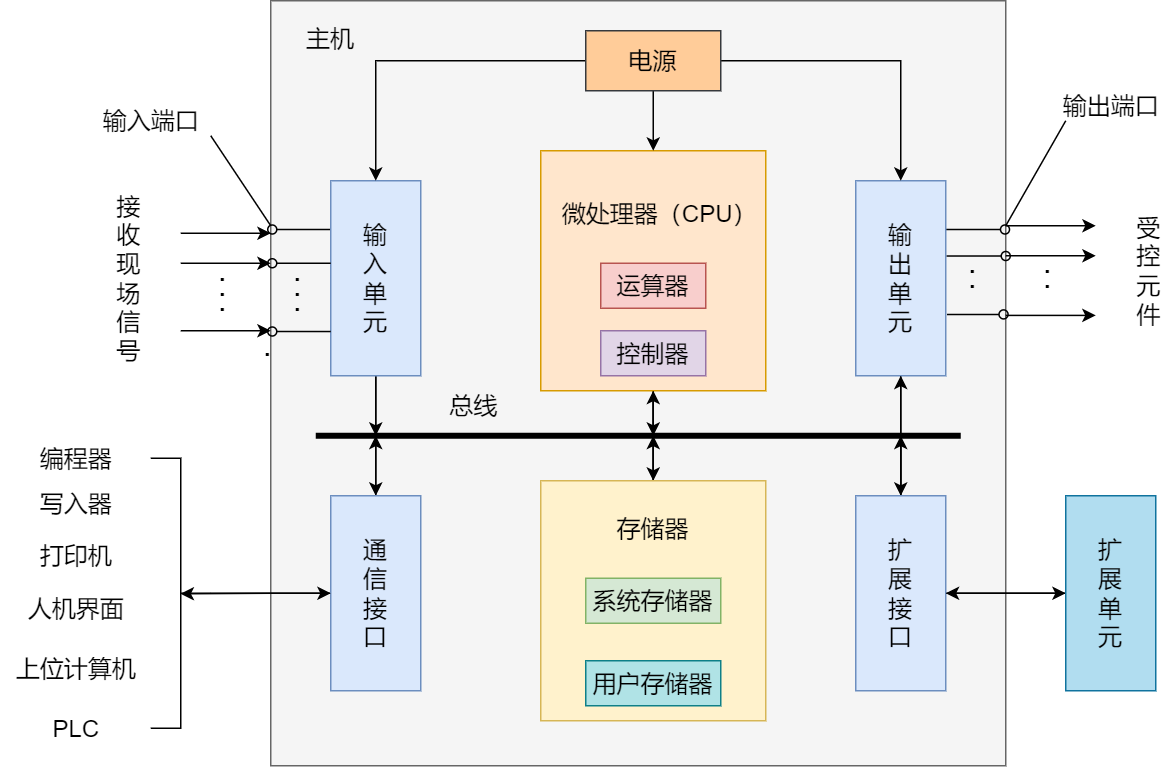 主机
电源
输入端口
输出端口
接收现场信号
输入单元
微处理器（CPU）
运算器
控制器
输出单元
受控元件
总线
编程器
写入器
打印机
人机界面
上位计算机
PLC
通信接口
存储器
系统存储器
用户存储器
扩展接口
扩展单元